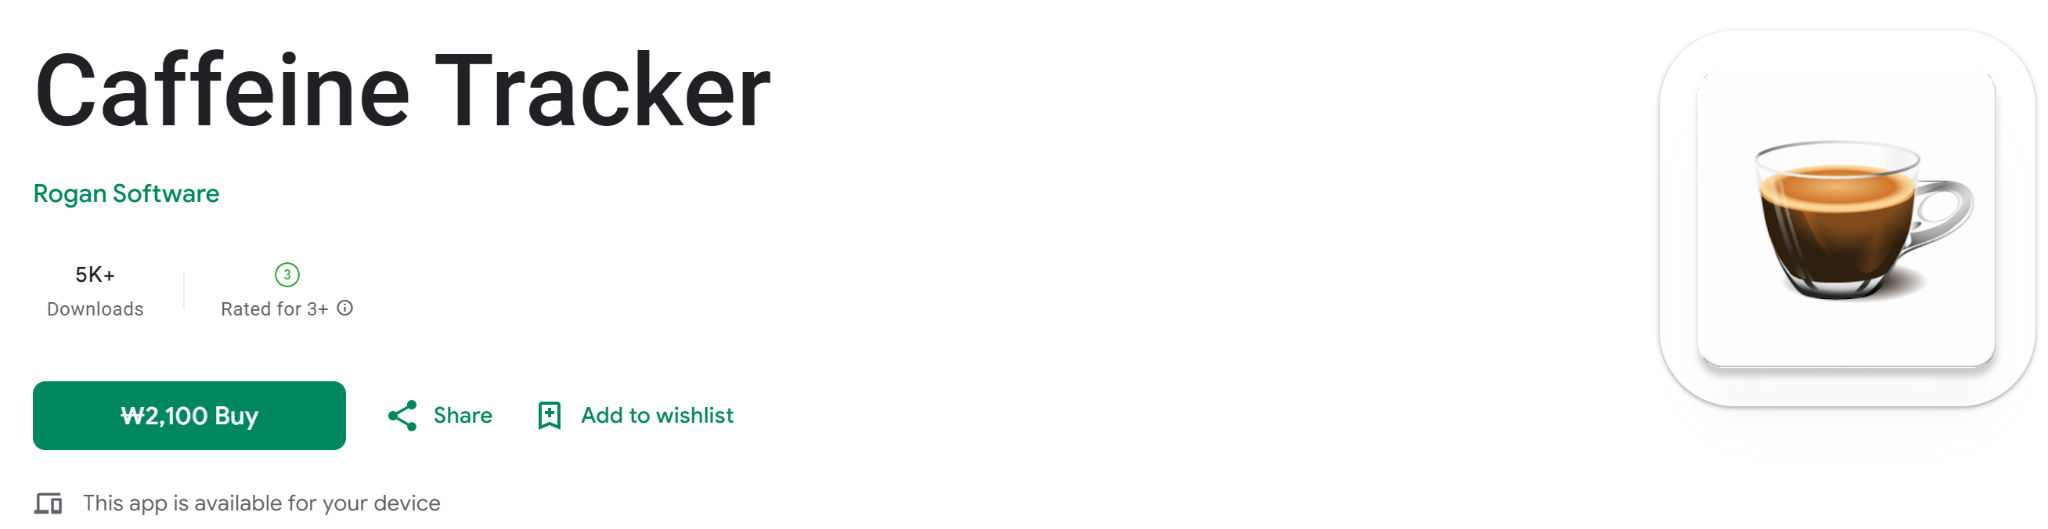 Caffeine Tracker
Rogan Software
5K+
Downloads
3
Rated for 3+
₩2,100 Buy
Share
Add to wishlist
This app is available for your device